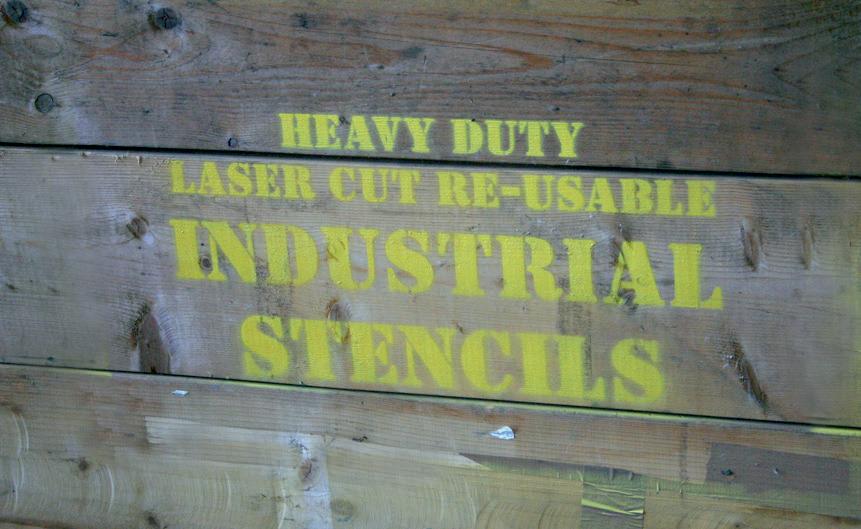 HEAVY DUTY
LASER CUT RE-USABLE
INDUSTRIAL
STENCILS